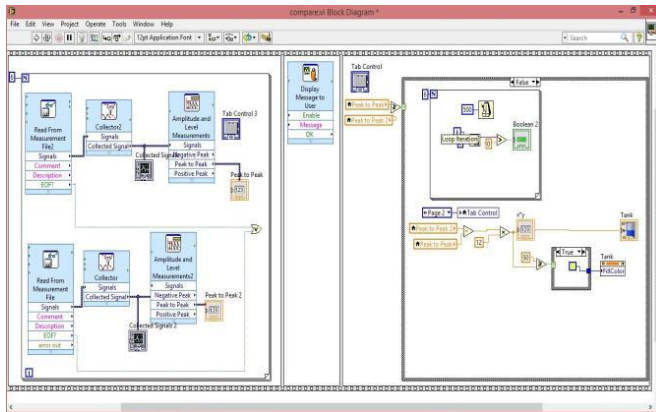 compare.vi Block Diagram *
File Edit View Project Operate Tools Window Help
12pt Application Font
Search
Read From
Measurement
File2
Signals
Comment
Description
EOF?
Collector2
Signals
Collected Signal
Amplitude and
Level
Measurements
Signals
Negative Peak
Peak to Peak
Positive Peak
Tab Control 3
Peak to Peak
Read From
Measurement
File
Signals
Comment
Description
EOF?
error out
Collector
Signals
Collected Signal
Collected Signals 2
Amplitude and
Level
Measurements2
Signals
Negative Peak
Peak to Peak
Positive Peak
Peak to Peak 2
Display
Message to
User
Enable
Message
OK
Tab Control
Peak to Peak
Peak to Peak 2
False
500
Loop Iteration
0
Boolean 2
Page 2
Tab Control
Peak to Peak 2
Peak to Peak
12
x*y
Tank
50
True
Tank
FillColor